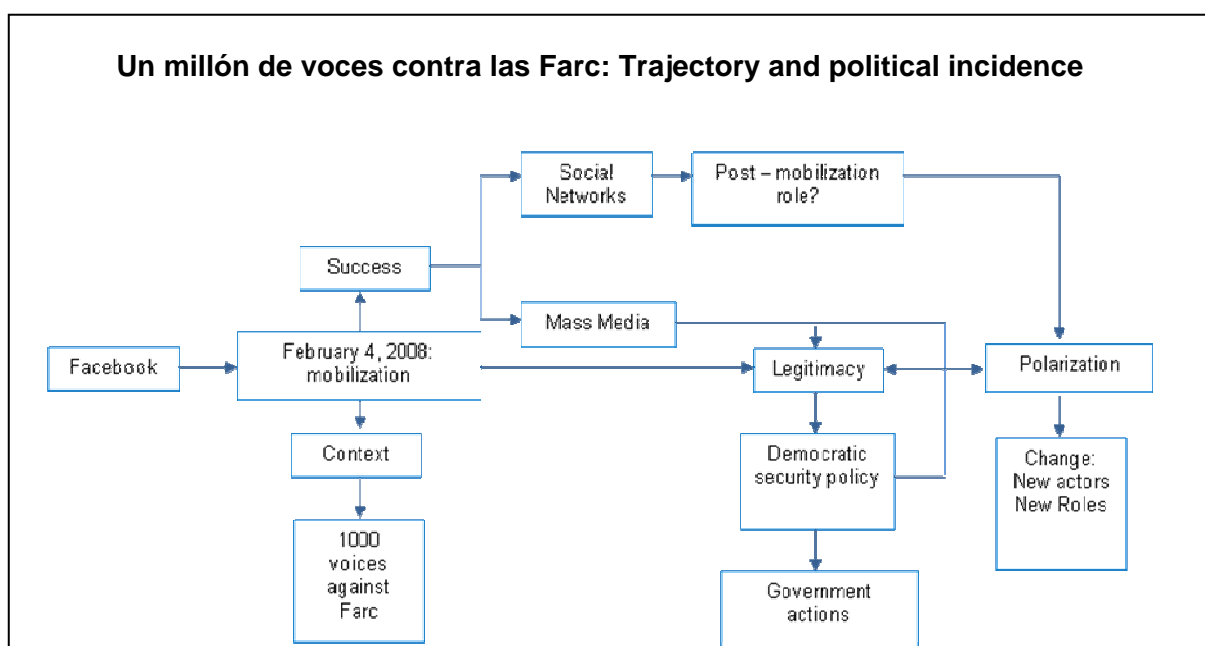 Un millón de voces contra las Farc: Trajectory and political incidence
Social
Networks
Post – mobilization
role?
Success
Mass Media
Facebook
February 4, 2008:
mobilization
Legitimacy
Polarization
Context
Democratic
security policy
Change:
New actors
New Roles
1000
voices
against
Farc
Government
actions